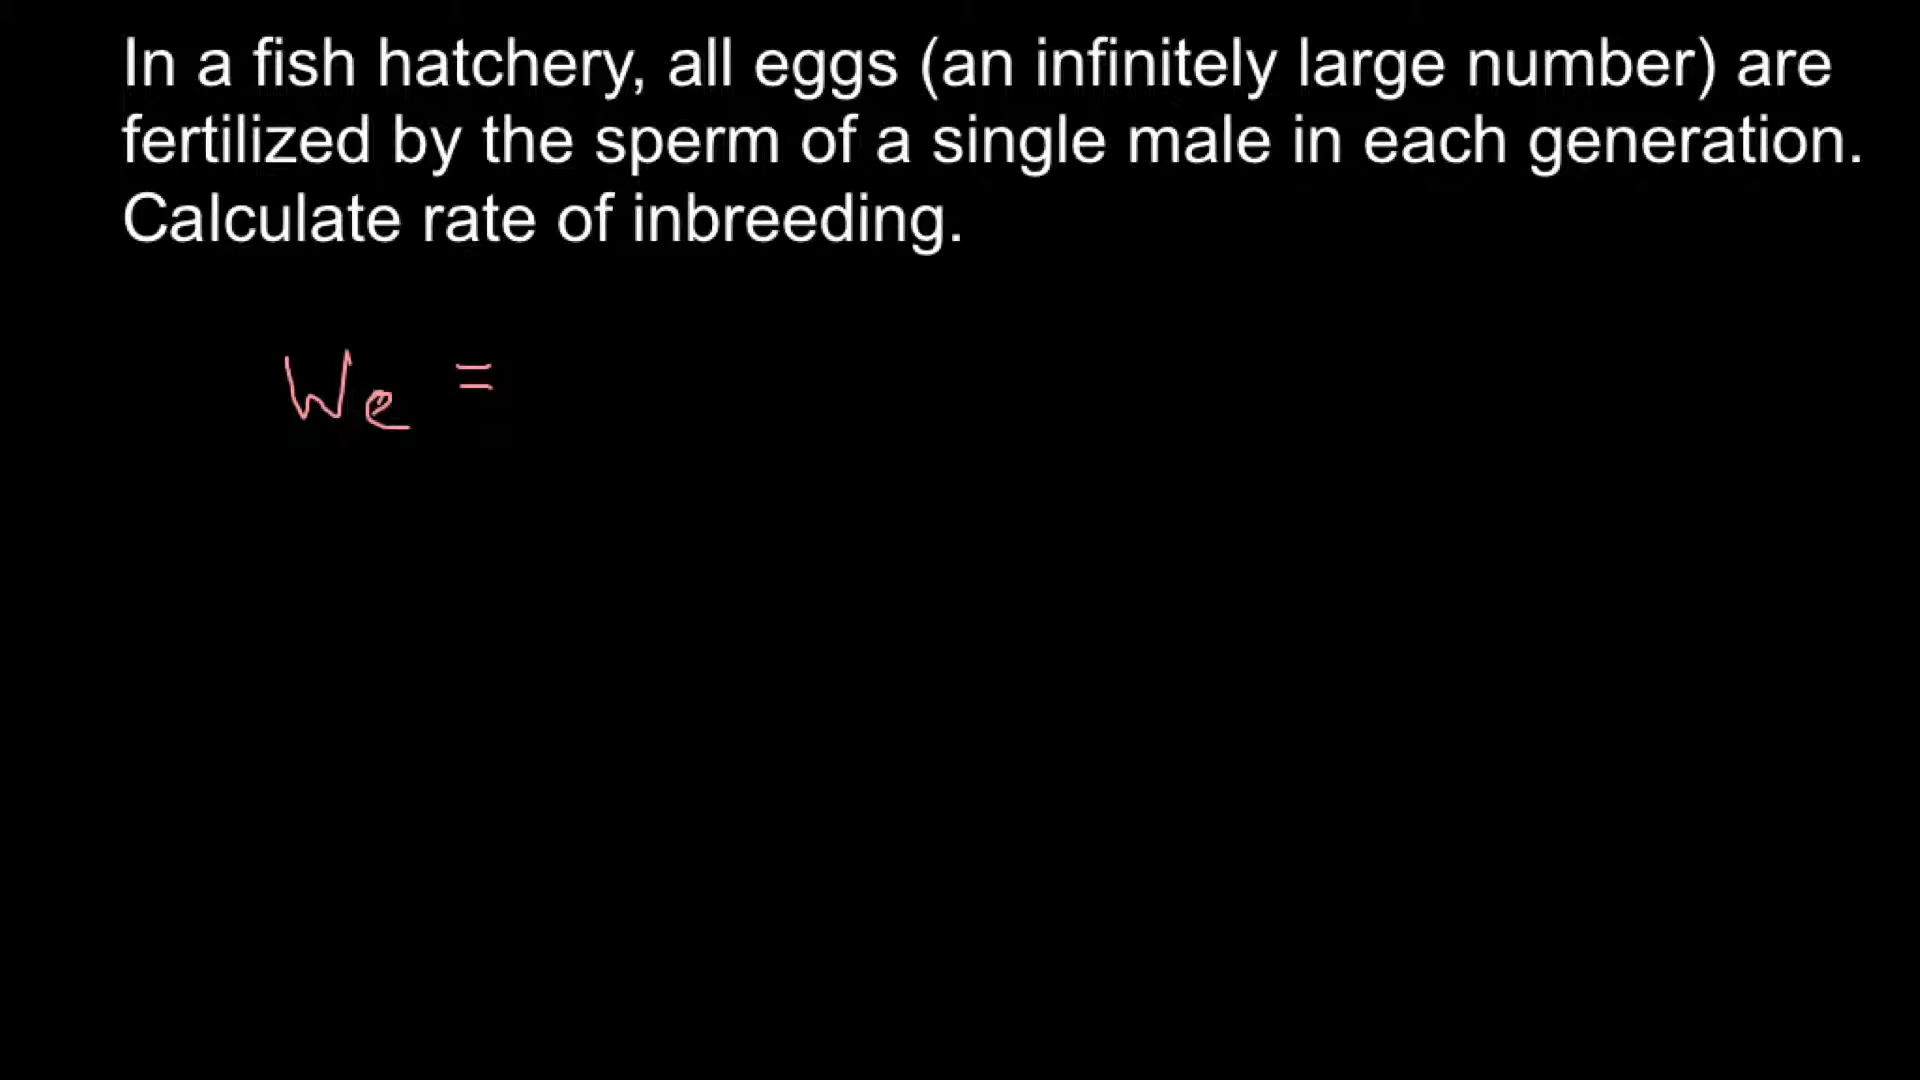 In a fish hatchery, all eggs (an infinitely large number) are
fertilized by the sperm of a single male in each generation.
Calculate rate of inbreeding.
Ne =